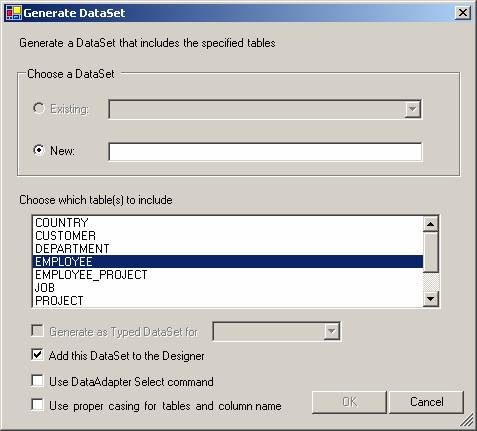 Generate DataSet
Generate a DataSet that includes the specified tables
Choose a DataSet
Existing:
New:
Choose which table(s) to include
COUNTRY
CUSTOMER
DEPARTMENT
EMPLOYEE
EMPLOYEE_PROJECT
JOB
PROJECT
Generate as Typed DataSet for
Add this DataSet to the Designer
Use DataAdapter Select command
Use proper casing for tables and column name
OK Cancel